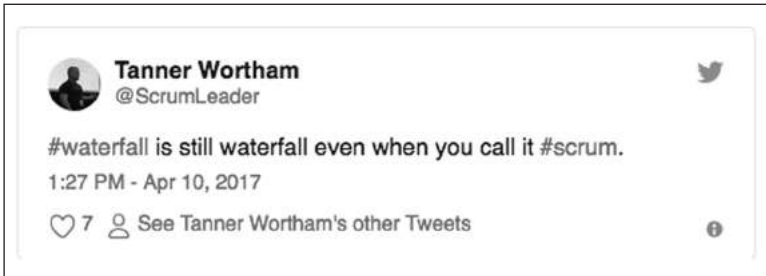 Tanner Wortham
@ScrumLeader
#waterfall is still waterfall even when you call it #scrum.
1:27 PM - Apr 10, 2017
7 See Tanner Wortham's other Tweets